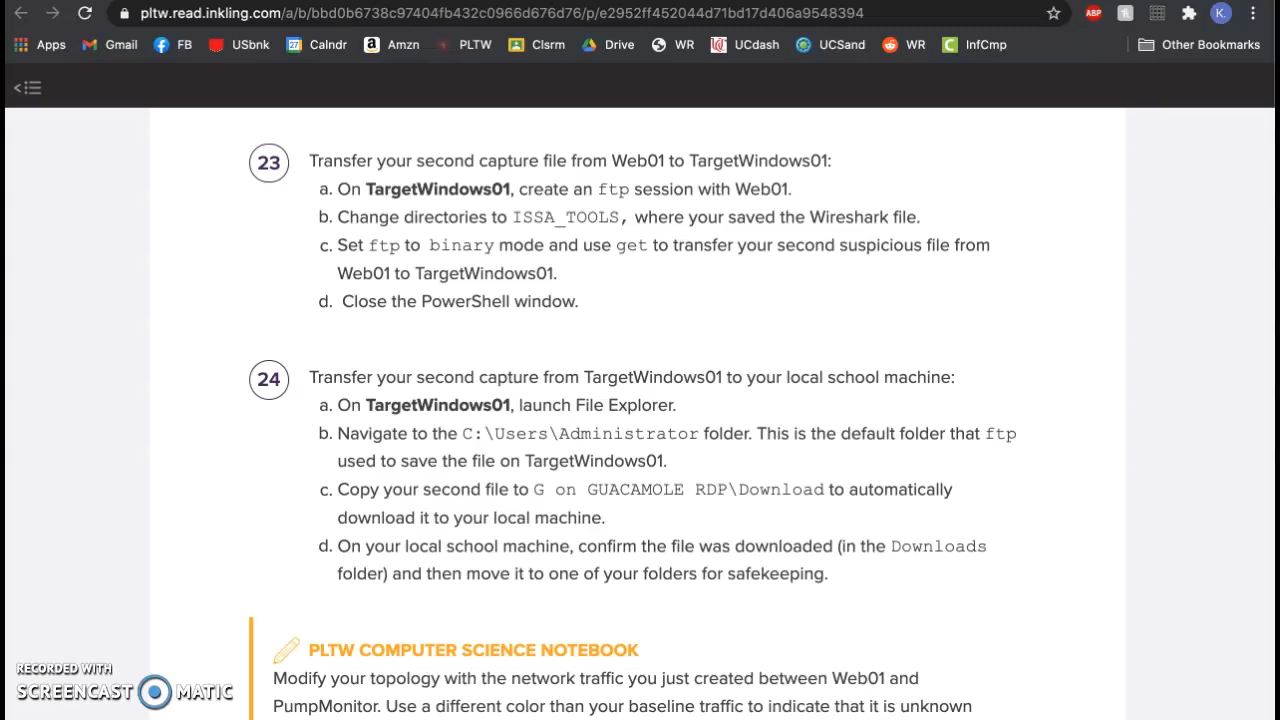 pltw.read.inkling.com/a/b/bbd0b6738c97404fb432c0966d676d76/p/e2952ff452044d71bd17d406a9548394
ABP
K.
Apps Gmail FB USbnk Calndr Amzn PLTW Clsrm Drive WR UCdash UCSand WR InfCmp Other Bookmarks
23 Transfer your second capture file from Web01 to TargetWindows01:
a. On TargetWindows01, create an ftp session with Web01.
b. Change directories to ISSA_TOOLS, where your saved the Wireshark file.
c. Set ftp to binary mode and use get to transfer your second suspicious file from
Web01 to TargetWindows01.
d. Close the PowerShell window.
24 Transfer your second capture from TargetWindows01 to your local school machine:
a. On TargetWindows01, launch File Explorer.
b. Navigate to the C:\Users\Administrator folder. This is the default folder that ftp
used to save the file on TargetWindows01.
c. Copy your second file to G on GUACAMOLE RDP\Download to automatically
download it to your local machine.
d. On your local school machine, confirm the file was downloaded (in the Downloads
folder) and then move it to one of your folders for safekeeping.
PLTW COMPUTER SCIENCE NOTEBOOK
Modify your topology with the network traffic you just created between Web01 and
PumpMonitor. Use a different color than your baseline traffic to indicate that it is unknown
RECORDED WITH
SCREENCAST MATIC